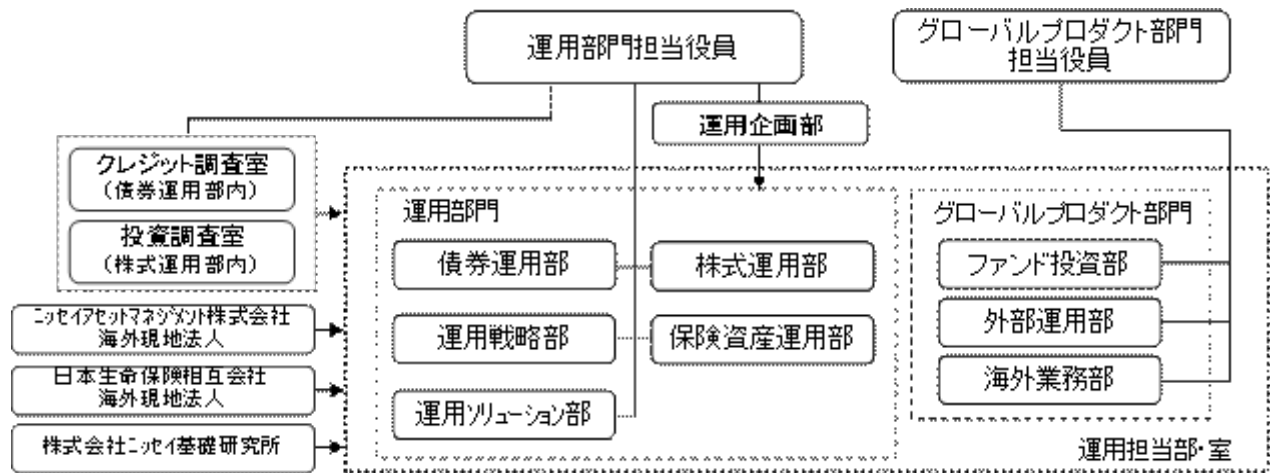 運用部門担当役員
グローバルプロダクト部門
担当役員
運用企画部
クレジット調査室
(債券運用部内)
投資調査室
(株式運用部内)
ニッセイアセットマネジメント株式会社
海外現地法人
日本生命保険相互会社
海外現地法人
株式会社ニッセイ基礎研究所
運用部門
債券運用部
株式運用部
運用戦略部
保険資産運用部
運用ソリューション部
グローバルプロダクト部門
ファンド投資部
外部運用部
海外業務部
運用担当部・室